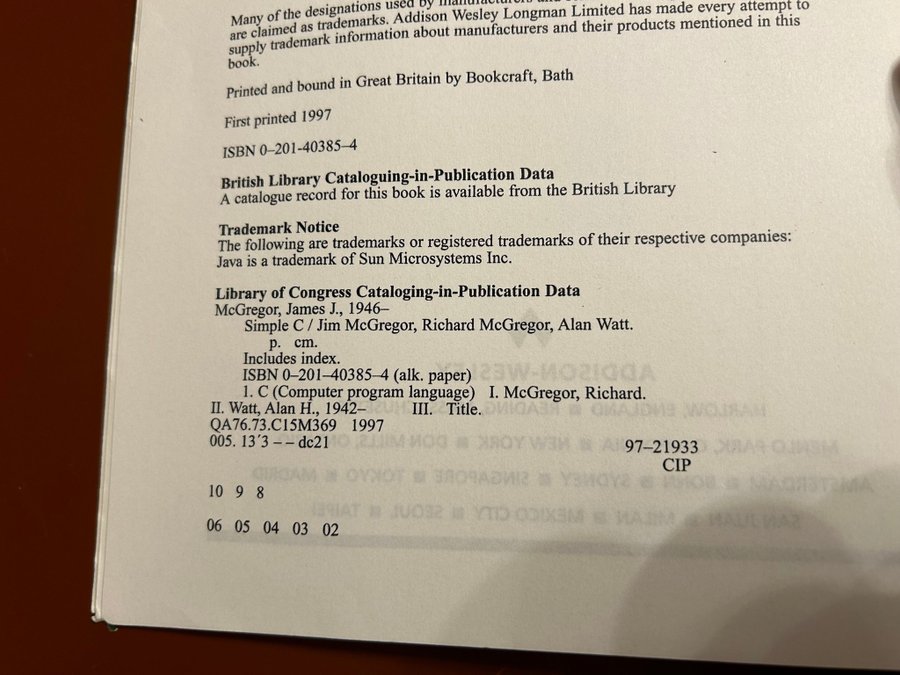 Many of the designations used by manufacturers and
are claimed as trademarks. Addison Wesley Longman Limited has made every attempt to
supply trademark information about manufacturers and their products mentioned in this
book.
Printed and bound in Great Britain by Bookcraft, Bath
First printed 1997
ISBN 0–201-40385–4
British Library Cataloguing-in-Publication Data
A catalogue record for this book is available from the British Library
Trademark Notice
The following are trademarks or registered trademarks of their respective companies:
Java is a trademark of Sun Microsystems Inc.
Library of Congress Cataloging-in-Publication Data
McGregor, James J., 1946–
Simple C / Jim McGregor, Richard McGregor, Alan Watt.
p. cm.
Includes index.
ISBN 0–201–40385–4 (alk. paper)
1. C (Computer program language) I. McGregor, Richard.
II. Watt, Alan H., 1942– III. Title.
QA76.73.C15M369 1997
005. 13′3 – – dc21 97–21933
CIP
10 9 8
06 05 04 03 02